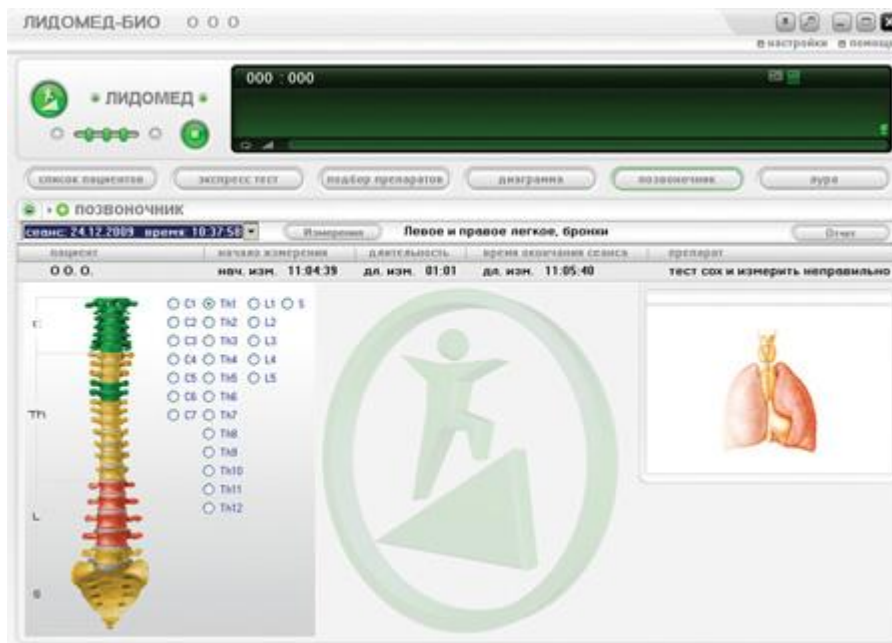 ЛИДОМЕД-БИО О О О
настройки помощь
000 : 000
ЛИДОМЕД
список пациентов экспресс тест подбор препаратов диаграмма позвоночник аура
ПОЗВОНОЧНИК
сеанс: 24.12.2009 время: 10:37:58 Измерения Левое и правое легкое, бронхи Отчет
пациент начало измерения длительность время окончания сеанса препарат
О О. О. нач. изм. 11:04:39 дл. изм. 01:01 дл. изм. 11:05:40 тест сох и измерить неправильно
C1 Th1 L1 S
C2 Th2 L2
C3 Th3 L3
C4 Th4 L4
C5 Th5 L5
C6 Th6
C7 Th7
Th8
Th9
Th10
Th11
Th12
C
Th
L
S